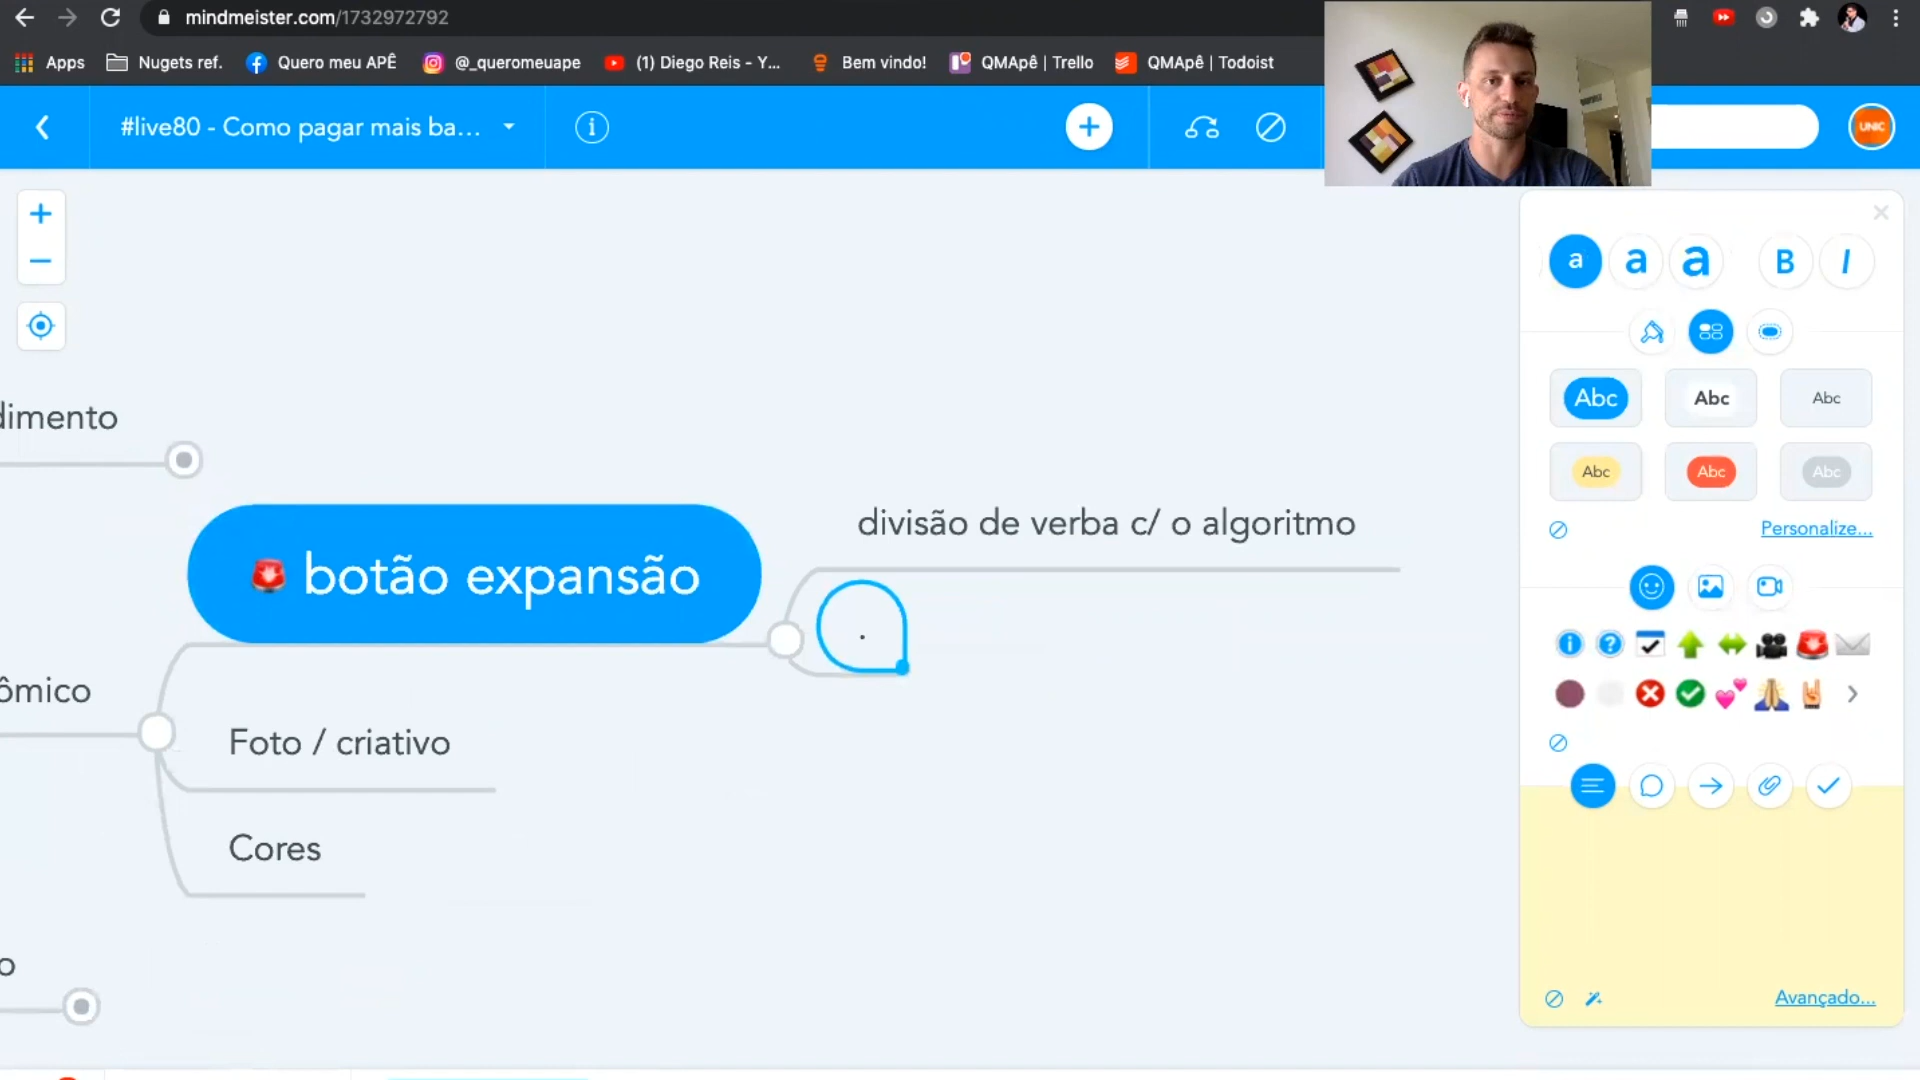 mindmeister.com/1732972792
Apps
Nugets ref.
Quero meu APÊ
@_queromeuape
(1) Diego Reis - Y...
Bem vindo!
QMApê | Trello
QMApê | Todoist
#live80 - Como pagar mais ba...
UNIC
a a a B I
dimento
Abc Abc Abc
Abc Abc Abc
Personalize...
divisão de verba c/ o algoritmo
botão expansão
.
ômico
Foto / criativo
Cores
o
Avançado...